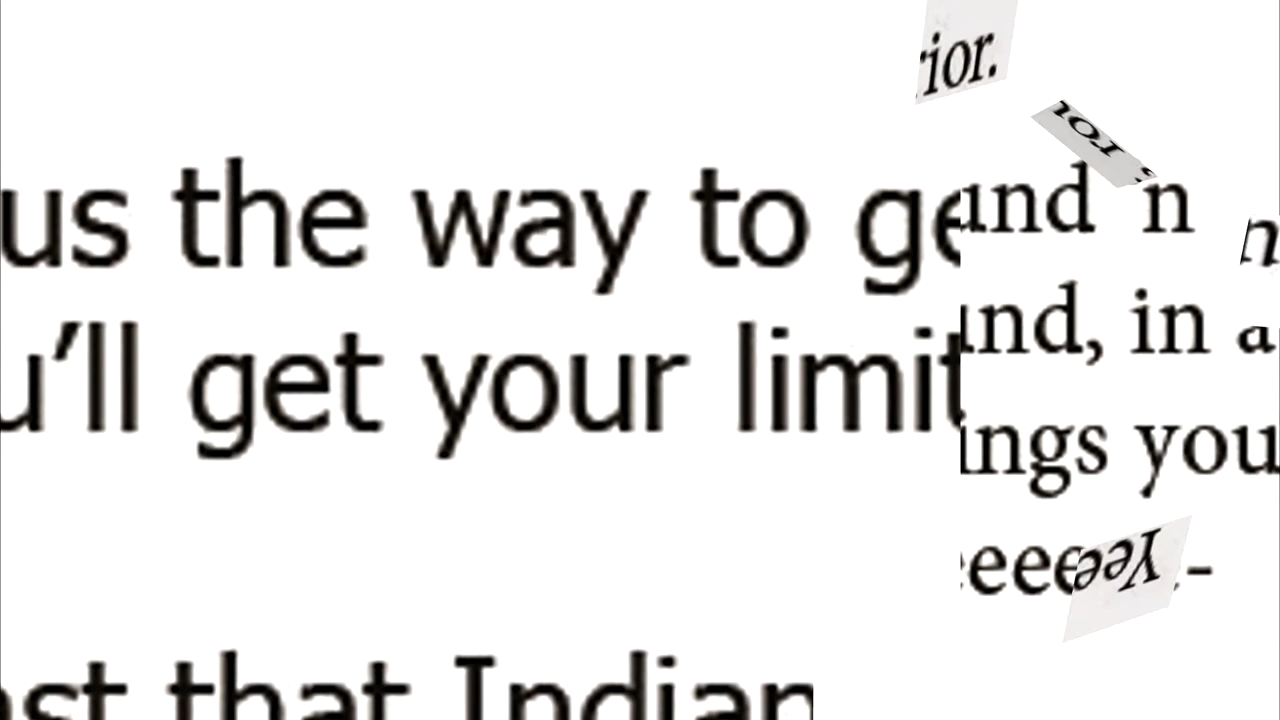 ior.
us the way to ge
and n
u’ll get your limit
nd, in a
ings you
eeee
Yee
-
st that Indian